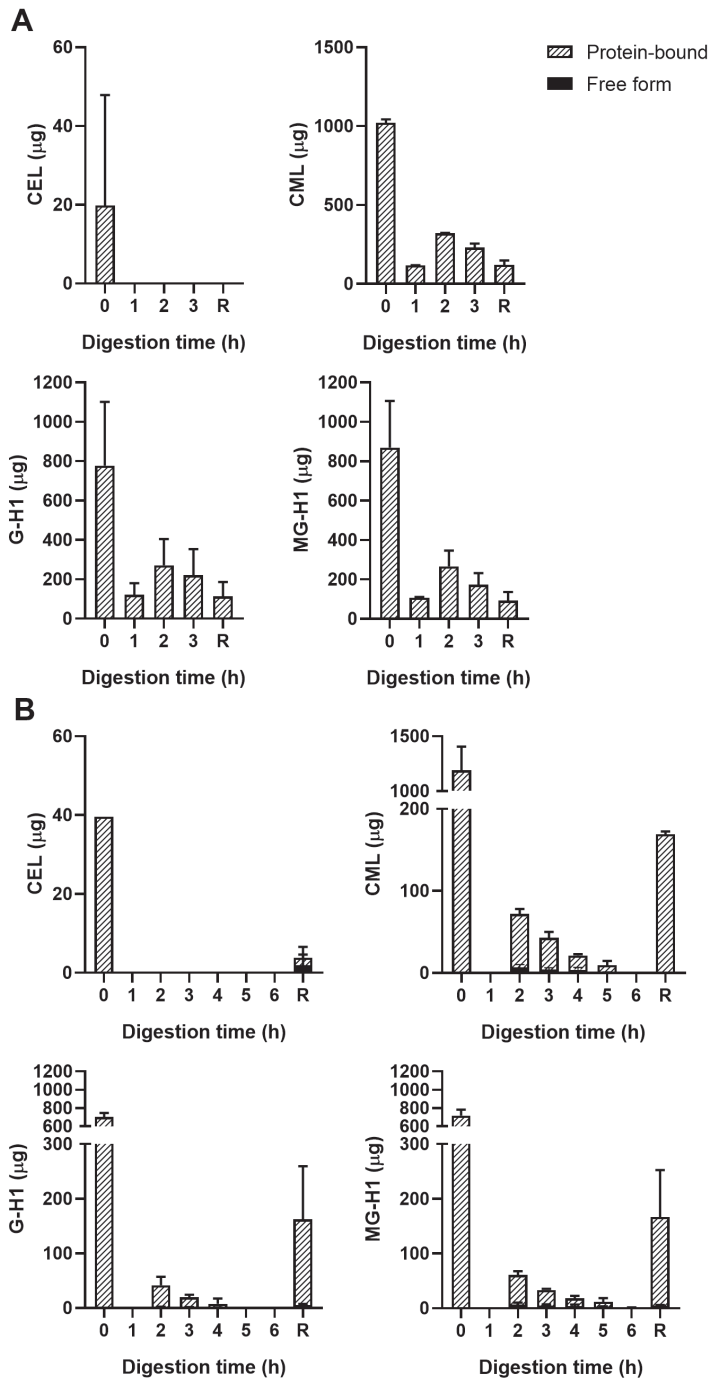 A
Protein-bound
Free form
CEL (µg)
60
40
20
0
0 1 2 3 R
Digestion time (h)
CML (µg)
1500
1000
500
0
0 1 2 3 R
Digestion time (h)
G-H1 (µg)
1200
1000
800
600
400
200
0
0 1 2 3 R
Digestion time (h)
MG-H1 (µg)
1200
1000
800
600
400
200
0
0 1 2 3 R
Digestion time (h)
B
CEL (µg)
60
40
20
0
0 1 2 3 4 5 6 R
Digestion time (h)
CML (µg)
1500
1000
200
100
0
0 1 2 3 4 5 6 R
Digestion time (h)
G-H1 (µg)
1200
1000
800
600
300
200
100
0
0 1 2 3 4 5 6 R
Digestion time (h)
MG-H1 (µg)
1200
1000
800
600
300
200
100
0
0 1 2 3 4 5 6 R
Digestion time (h)